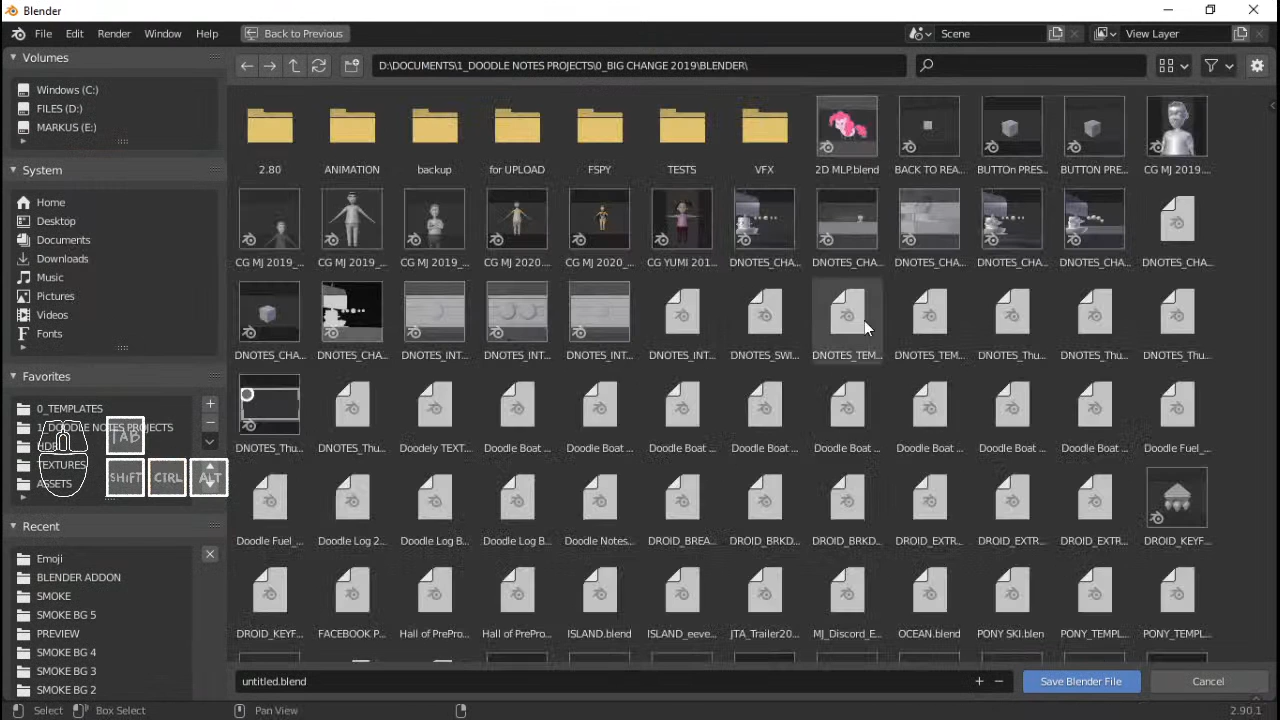 Blender
File Edit Render Window Help Back to Previous Scene View Layer
Volumes
Windows (C:)
FILES (D:)
MARKUS (E:)
System
Home
Desktop
Documents
Downloads
Music
Pictures
Videos
Fonts
Favorites
0_TEMPLATES
1_DOODLE NOTES PROJECTS
TEXTURES
ASSETS
TAB
SHIFT CTRL ALT
Recent
Emoji
BLENDER ADDON
SMOKE
SMOKE BG 5
PREVIEW
SMOKE BG 4
SMOKE BG 3
SMOKE BG 2
D:\DOCUMENTS\1_DOODLE NOTES PROJECTS\0_BIG CHANGE 2019\BLENDER\
2.80 ANIMATION backup for UPLOAD FSPY TESTS VFX 2D MLP.blend BACK TO REA... BUTTOn PRES... BUTTON PRE... CG MJ 2019....
CG MJ 2019_... CG MJ 2019_... CG MJ 2019_... CG MJ 2020.... CG MJ 2020_... CG YUMI 201... DNOTES_CHA... DNOTES_CHA... DNOTES_CHA... DNOTES_CHA... DNOTES_CHA... DNOTES_CHA...
DNOTES_CHA... DNOTES_CHA... DNOTES_INT... DNOTES_INT... DNOTES_INT... DNOTES_INT... DNOTES_SWI... DNOTES_TEM... DNOTES_TEM... DNOTES_Thu... DNOTES_Thu... DNOTES_Thu...
DNOTES_Thu... DNOTES_Thu... Doodely TEXT... Doodle Boat ... Doodle Boat ... Doodle Boat ... Doodle Boat ... Doodle Boat ... Doodle Boat ... Doodle Boat ... Doodle Boat ... Doodle Fuel_...
Doodle Fuel_... Doodle Log 2... Doodle Log B... Doodle Log B... Doodle Notes... DROID_BREA... DROID_BRKD... DROID_BRKD... DROID_EXTR... DROID_EXTR... DROID_EXTR... DROID_KEYF...
DROID_KEYF... FACEBOOK P... Hall of PrePro... Hall of PrePro... ISLAND.blend ISLAND_eeve... JTA_Trailer20... MJ_Discord_E... OCEAN.blend PONY SKI.blen PONY_TEMPL... PONY_TEMPL...
untitled.blend Save Blender File Cancel
Select Box Select Pan View 2.90.1